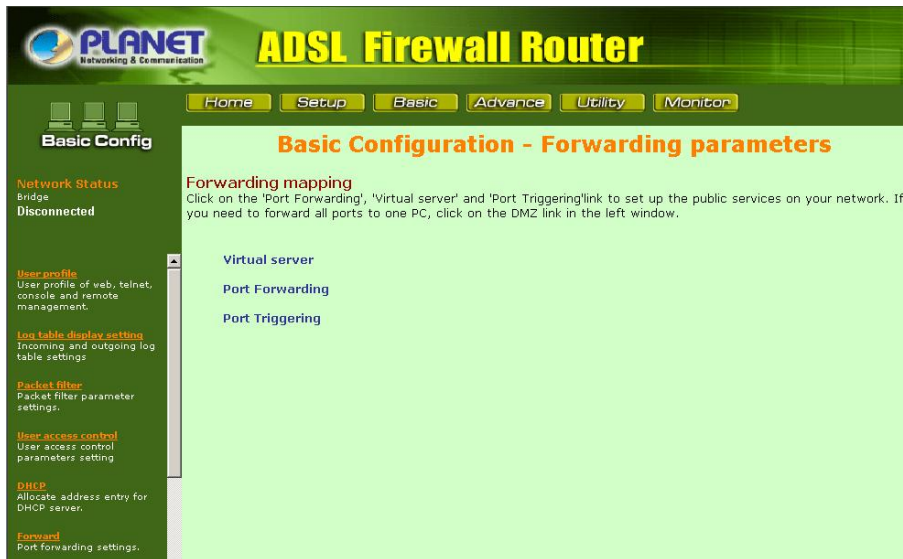 PLANET
Networking & Communication
ADSL Firewall Router
Home Setup Basic Advance Utility Monitor
Basic Config
Basic Configuration - Forwarding parameters
Network Status
Bridge
Disconnected
Forwarding mapping
Click on the 'Port Forwarding', 'Virtual server' and 'Port Triggering'link to set up the public services on your network. If
you need to forward all ports to one PC, click on the DMZ link in the left window.
Virtual server
Port Forwarding
Port Triggering
User profile
User profile of web, telnet,
console and remote
management.
Log table display setting
Incoming and outgoing log
table settings
Packet filter
Packet filter parameter
settings.
User access control
User access control
parameters setting
DHCP
Allocate address entry for
DHCP server.
Forward
Port forwarding settings.